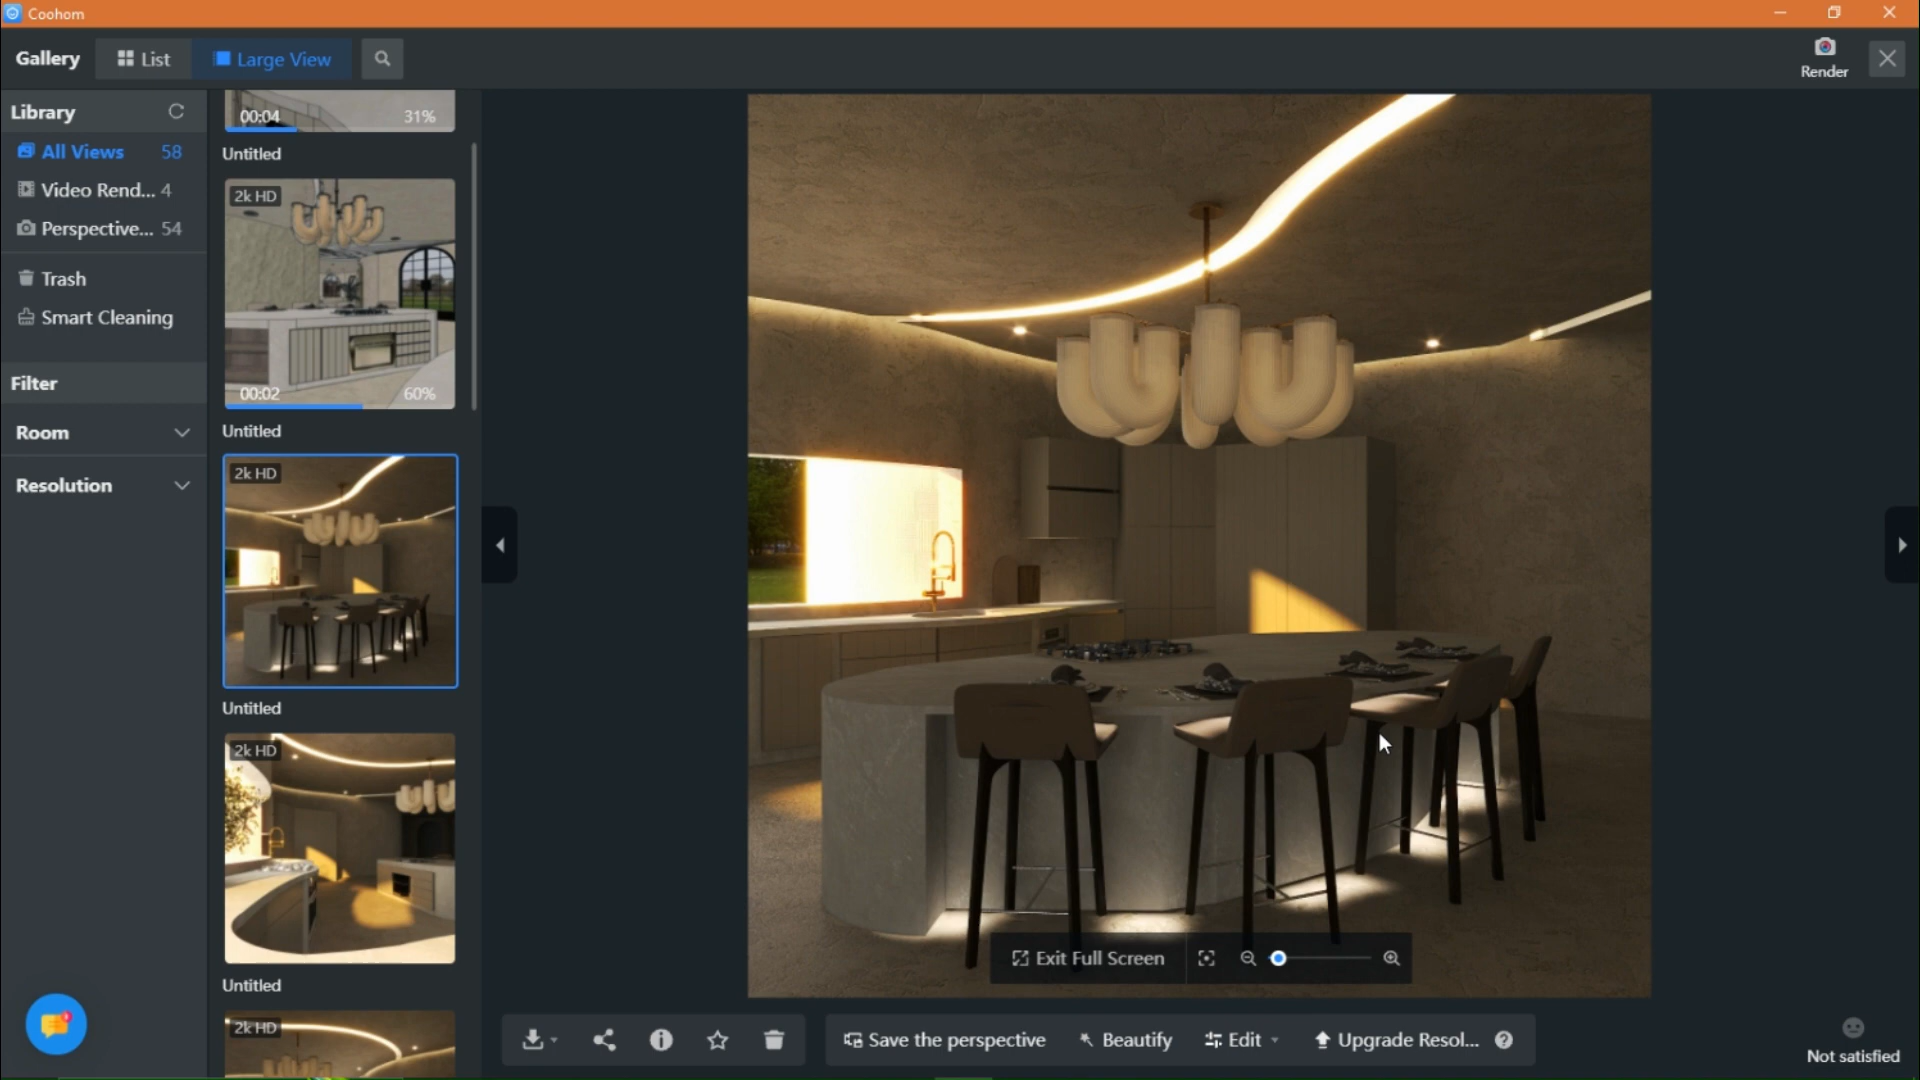 Coohom
Gallery
List
Large View
Render
Library
All Views 58
Video Rend... 4
Perspective... 54
Trash
Smart Cleaning
Filter
Room
Resolution
00:04 31%
Untitled
2k HD
00:02 60%
Untitled
2k HD
Untitled
2k HD
Untitled
2k HD
Exit Full Screen
Save the perspective
Beautify
Edit
Upgrade Resol...
Not satisfied